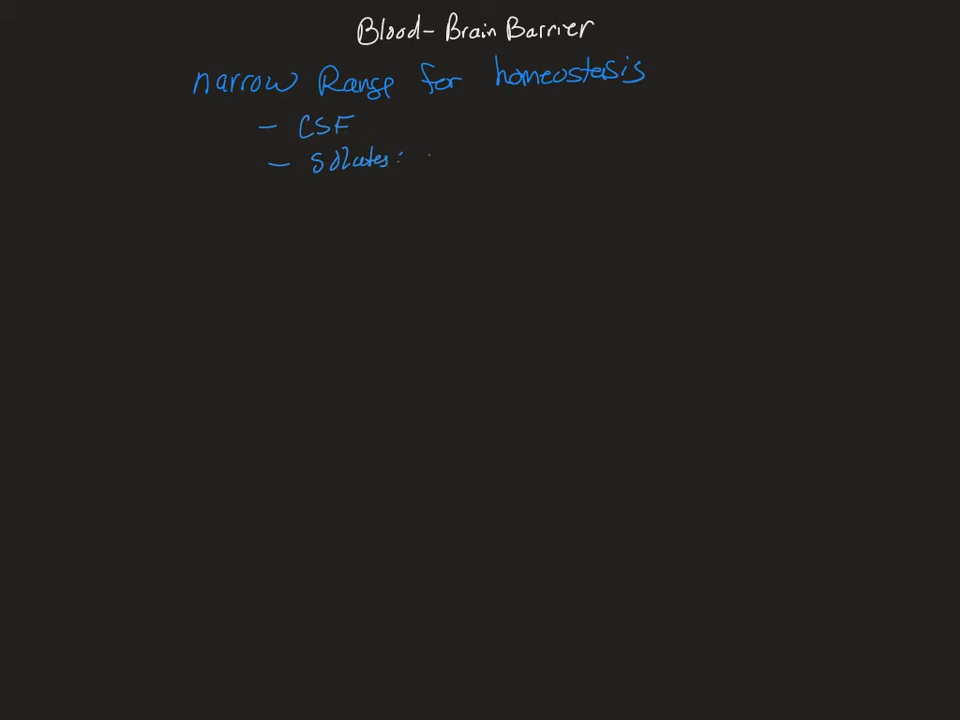 Blood-Brain Barrier
narrow Range for homeostasis
- CSF
- Solutes: